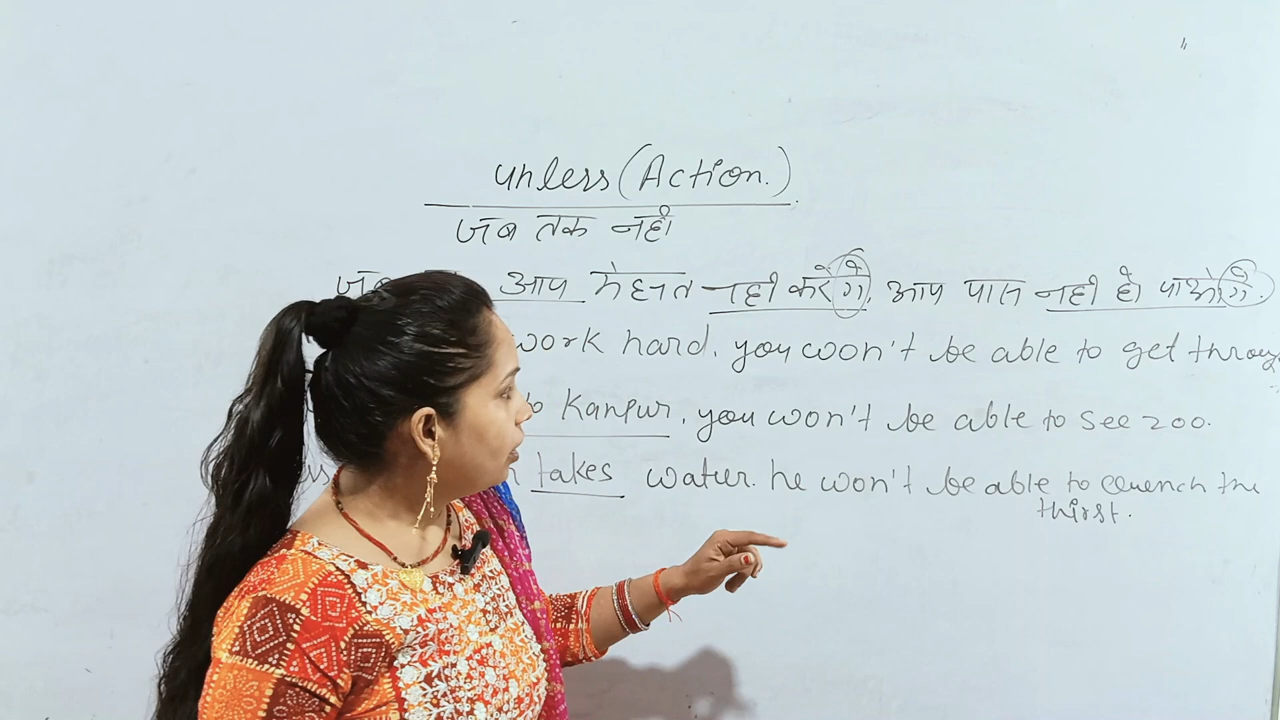 unless (Action.)
जब तक नहीं
आप मेहनत नही करेंगे, आप पास नही हो पाओगे.
work hard, you won't be able to get throug
Kanpur, you won't be able to see zoo.
takes water. he won't be able to quench the
thirst.